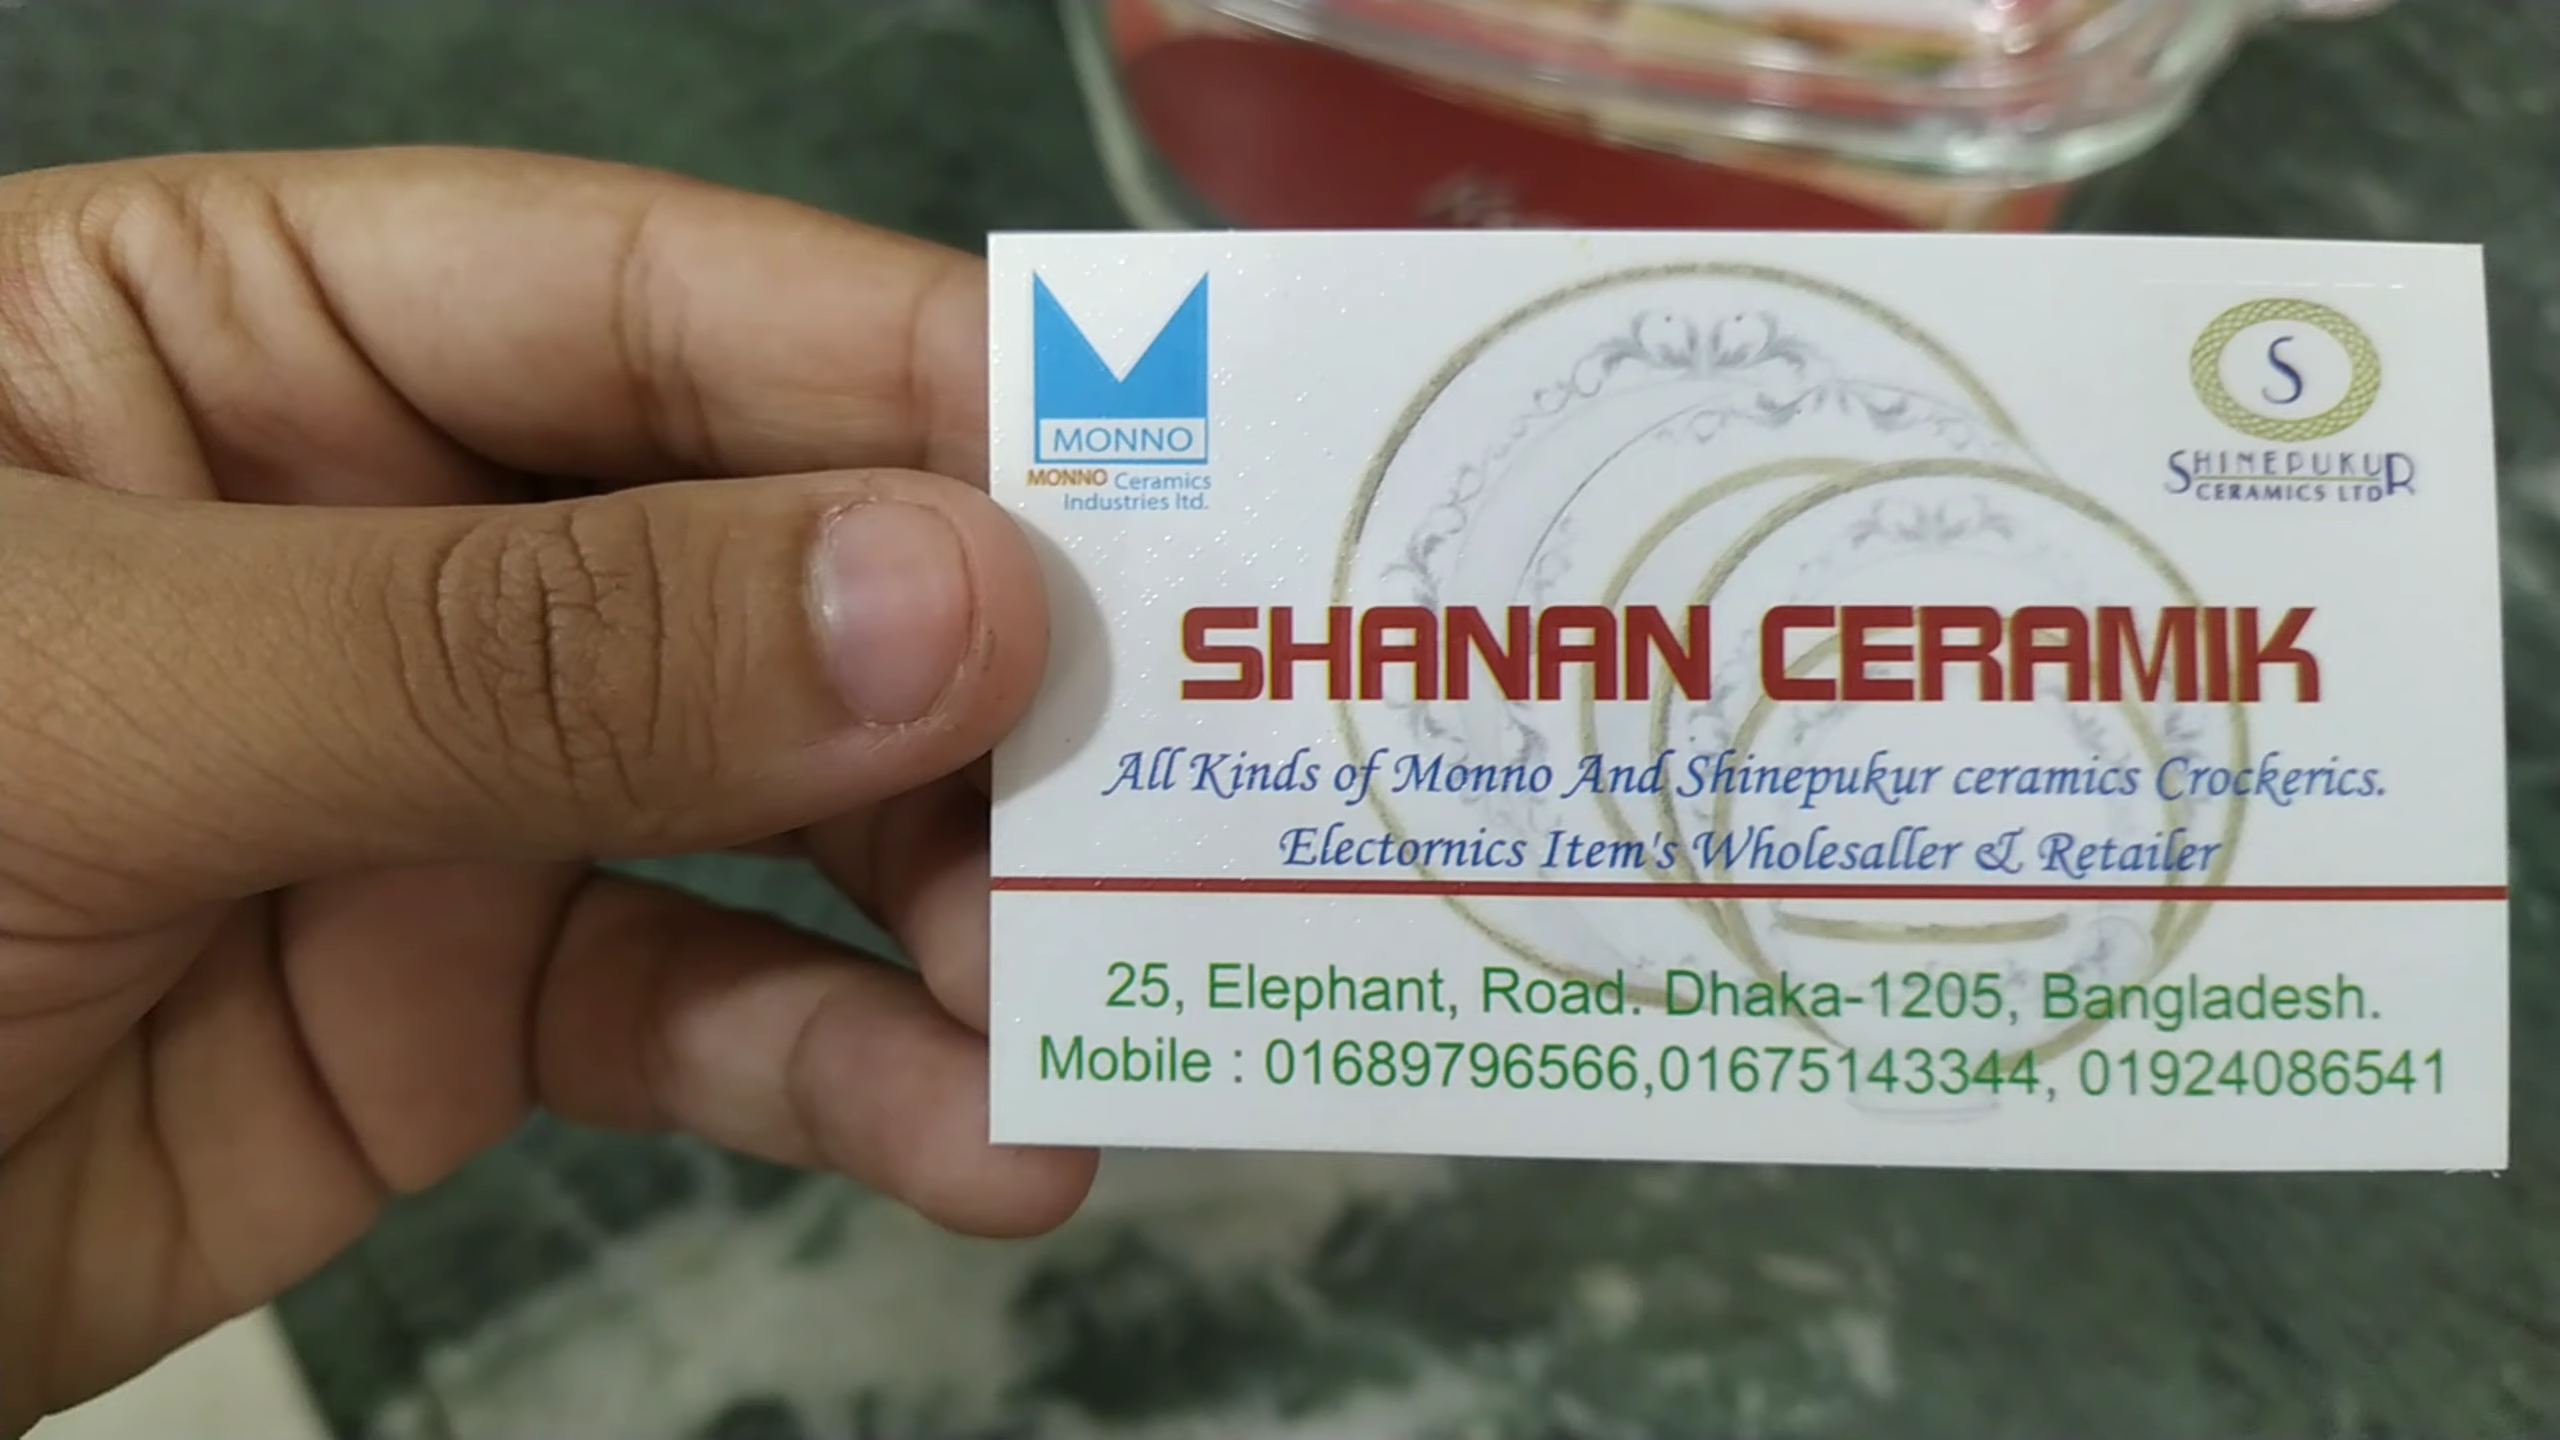 MONNO
MONNO Ceramics
Industries ltd.
S
SHINEPUKUR
CERAMICS LTD
SHANAN CERAMIK
All Kinds of Monno And Shinepukur ceramics Crockerics.
Electornics Item's Wholesaller & Retailer
25, Elephant, Road. Dhaka-1205, Bangladesh.
Mobile : 01689796566,01675143344, 01924086541